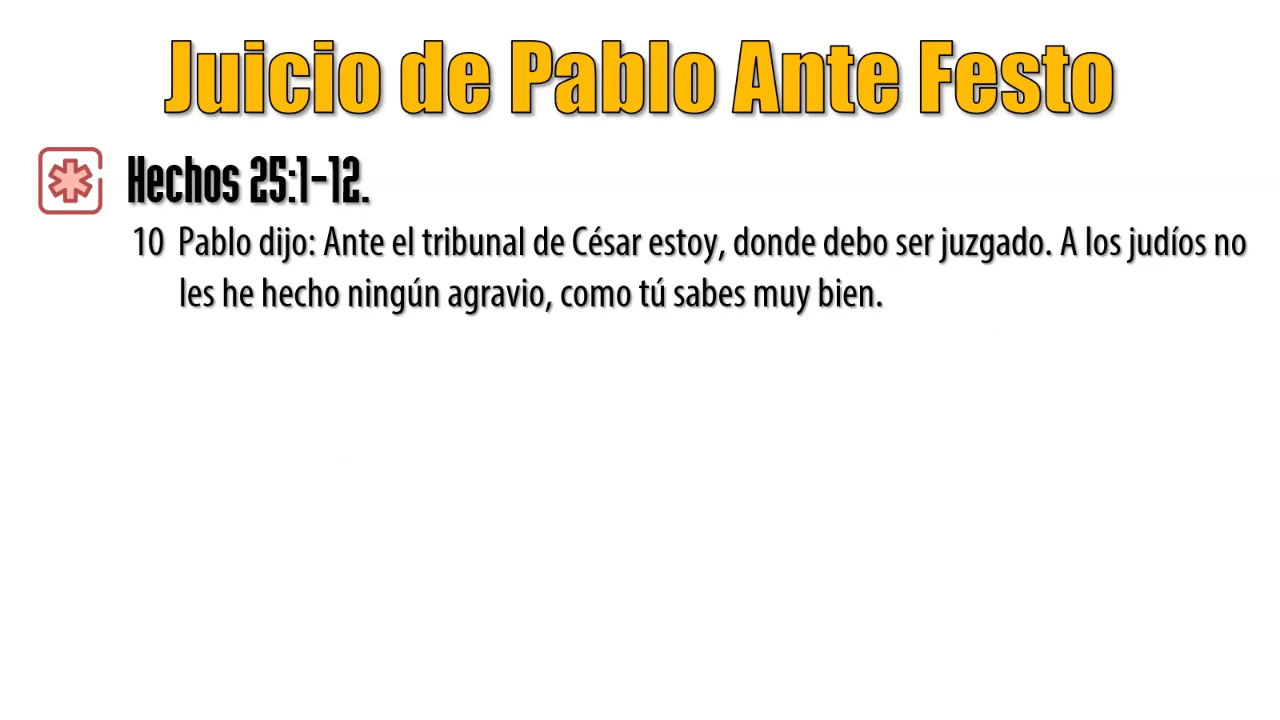 Juicio de Pablo Ante Festo
Hechos 25:1-12.
10 Pablo dijo: Ante el tribunal de César estoy, donde debo ser juzgado. A los judíos no
les he hecho ningún agravio, como tú sabes muy bien.